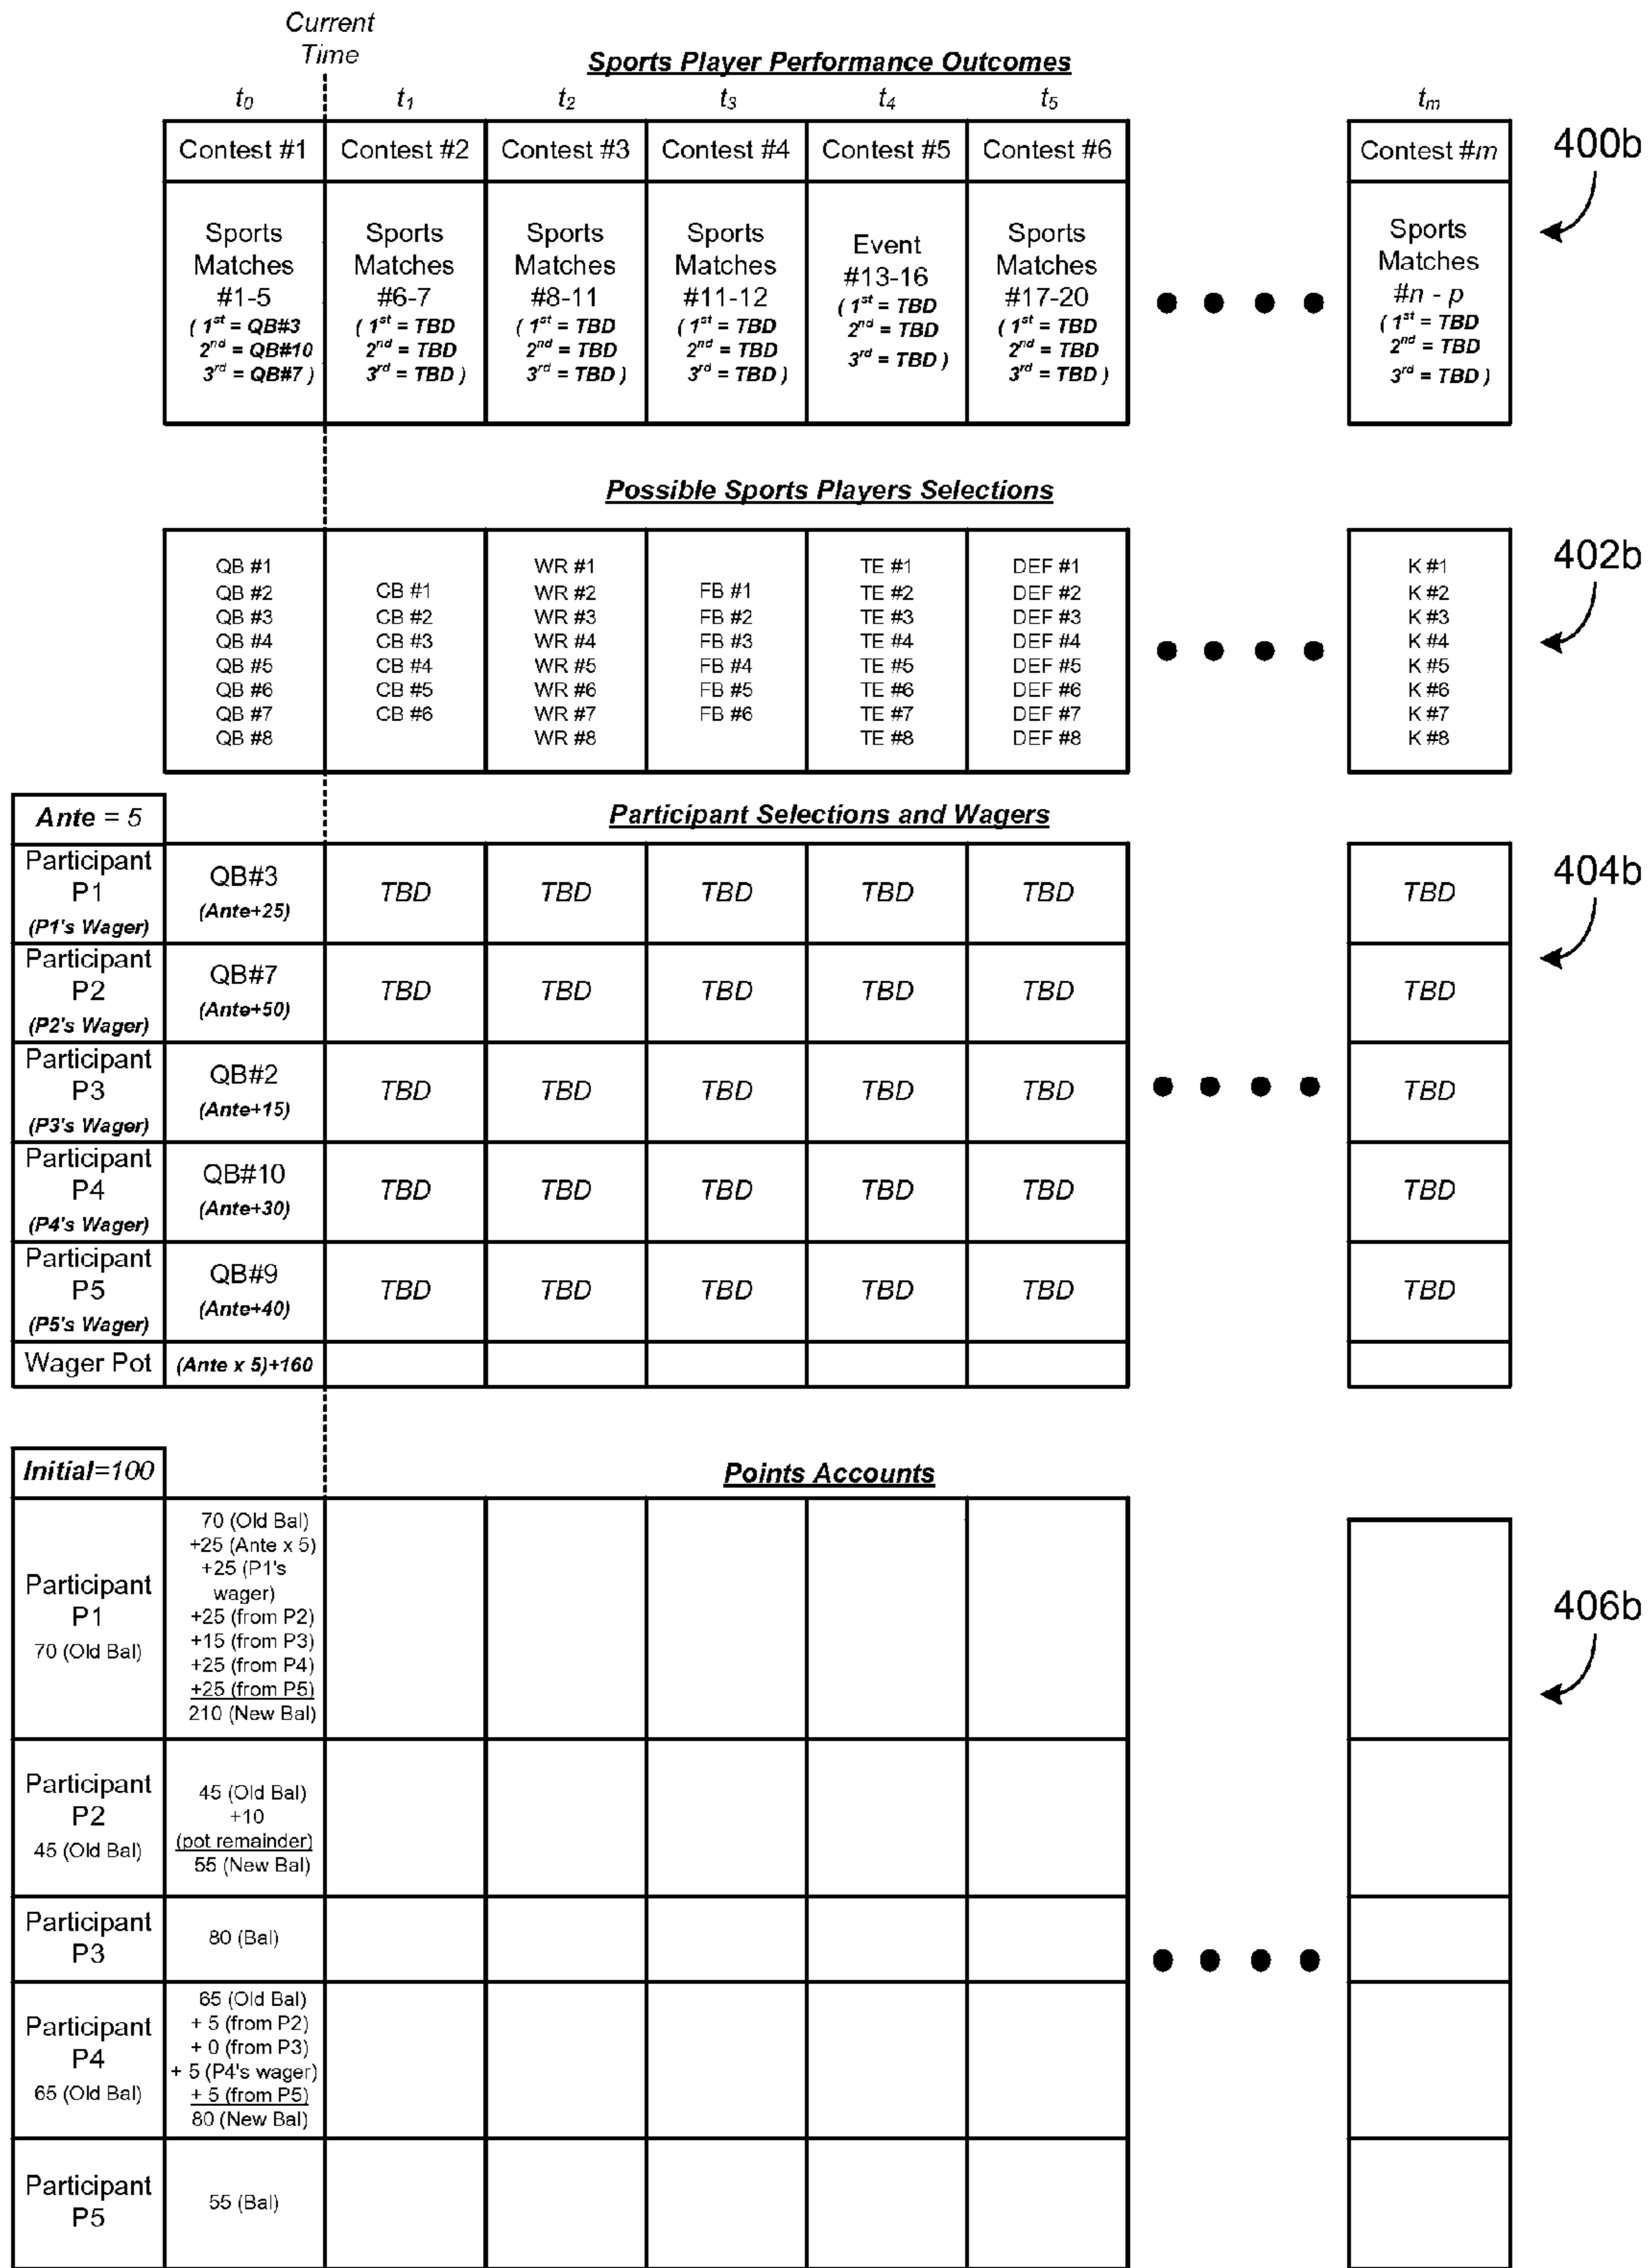 Current
Time
Sports Player Performance Outcomes
t0 t1 t2 t3 t4 t5 tm
Contest #1 Contest #2 Contest #3 Contest #4 Contest #5 Contest #6 Contest #m
400b
Sports Matches #1-5
( 1st = QB#3
2nd = QB#10
3rd = QB#7 )
Sports Matches #6-7
( 1st = TBD
2nd = TBD
3rd = TBD )
Sports Matches #8-11
( 1st = TBD
2nd = TBD
3rd = TBD )
Sports Matches #11-12
( 1st = TBD
2nd = TBD
3rd = TBD )
Event #13-16
( 1st = TBD
2nd = TBD
3rd = TBD )
Sports Matches #17-20
( 1st = TBD
2nd = TBD
3rd = TBD )
Sports Matches #n - p
( 1st = TBD
2nd = TBD
3rd = TBD )
Possible Sports Players Selections
402b
QB #1
QB #2
QB #3
QB #4
QB #5
QB #6
QB #7
QB #8
CB #1
CB #2
CB #3
CB #4
CB #5
CB #6
WR #1
WR #2
WR #3
WR #4
WR #5
WR #6
WR #7
WR #8
FB #1
FB #2
FB #3
FB #4
FB #5
FB #6
TE #1
TE #2
TE #3
TE #4
TE #5
TE #6
TE #7
TE #8
DEF #1
DEF #2
DEF #3
DEF #4
DEF #5
DEF #6
DEF #7
DEF #8
K #1
K #2
K #3
K #4
K #5
K #6
K #7
K #8
Ante = 5
Participant Selections and Wagers
404b
Participant
P1
(P1's Wager)
QB#3
(Ante+25)
TBD TBD TBD TBD TBD TBD
Participant
P2
(P2's Wager)
QB#7
(Ante+50)
TBD TBD TBD TBD TBD TBD
Participant
P3
(P3's Wager)
QB#2
(Ante+15)
TBD TBD TBD TBD TBD TBD
Participant
P4
(P4's Wager)
QB#10
(Ante+30)
TBD TBD TBD TBD TBD TBD
Participant
P5
(P5's Wager)
QB#9
(Ante+40)
TBD TBD TBD TBD TBD TBD
Wager Pot (Ante x 5)+160
Initial=100
Points Accounts
406b
Participant
P1
70 (Old Bal)
70 (Old Bal)
+25 (Ante x 5)
+25 (P1's
wager)
+25 (from P2)
+15 (from P3)
+25 (from P4)
+25 (from P5)
210 (New Bal)
Participant
P2
45 (Old Bal)
45 (Old Bal)
+10
(pot remainder)
55 (New Bal)
Participant
P3
80 (Bal)
Participant
P4
65 (Old Bal)
65 (Old Bal)
+ 5 (from P2)
+ 0 (from P3)
+ 5 (P4's wager)
+ 5 (from P5)
80 (New Bal)
Participant
P5
55 (Bal)